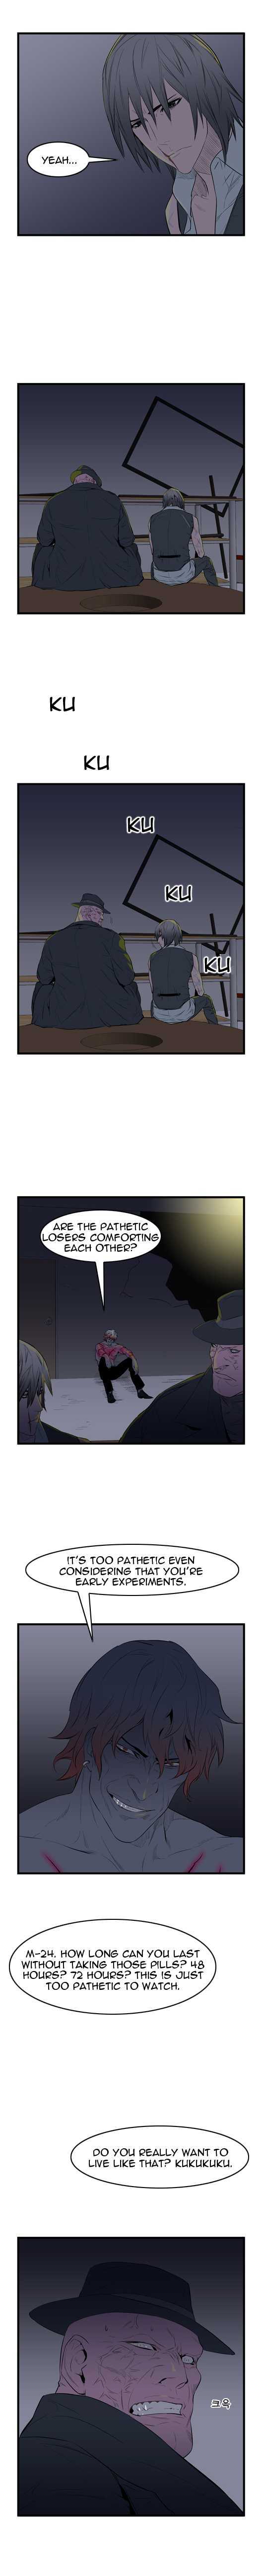 YEAH...
KU
KU
KU
KU
KU
ARE THE PATHETIC
LOSERS COMFORTING
EACH OTHER?
IT'S TOO PATHETIC EVEN
CONSIDERING THAT YOU'RE
EARLY EXPERIMENTS.
M-24. HOW LONG CAN YOU LAST
WITHOUT TAKING THOSE PILLS? 48
HOURS? 72 HOURS? THIS IS JUST
TOO PATHETIC TO WATCH.
DO YOU REALLY WANT TO
LIVE LIKE THAT? KUKUKUKU.
크윽